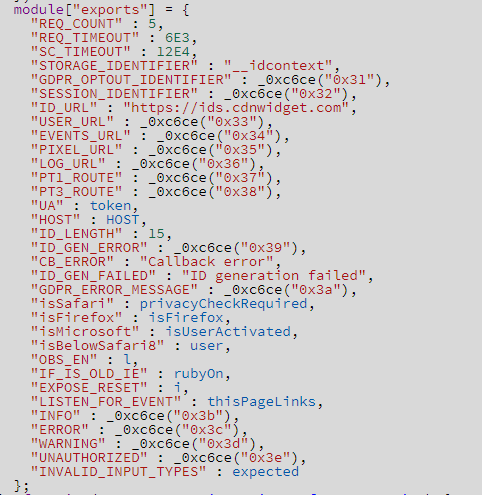 module["exports"] = {
"REQ_COUNT" : 5,
"REQ_TIMEOUT" : 6E3,
"SC_TIMEOUT" : 12E4,
"STORAGE_IDENTIFIER" : "__idcontext",
"GDPR_OPTOUT_IDENTIFIER" : _0xc6ce("0x31"),
"SESSION_IDENTIFIER" : _0xc6ce("0x32"),
"ID_URL" : "https://ids.cdnwidget.com",
"USER_URL" : _0xc6ce("0x33"),
"EVENTS_URL" : _0xc6ce("0x34"),
"PIXEL_URL" : _0xc6ce("0x35"),
"LOG_URL" : _0xc6ce("0x36"),
"PT1_ROUTE" : _0xc6ce("0x37"),
"PT3_ROUTE" : _0xc6ce("0x38"),
"UA" : token,
"HOST" : HOST,
"ID_LENGTH" : 15,
"ID_GEN_ERROR" : _0xc6ce("0x39"),
"CB_ERROR" : "Callback error",
"ID_GEN_FAILED" : "ID generation failed",
"GDPR_ERROR_MESSAGE" : _0xc6ce("0x3a"),
"isSafari" : privacyCheckRequired,
"isFirefox" : isFirefox,
"isMicrosoft" : isUserActivated,
"isBelowSafari8" : user,
"OBS_EN" : l,
"IF_IS_OLD_IE" : rubyOn,
"EXPOSE_RESET" : i,
"LISTEN_FOR_EVENT" : thisPageLinks,
"INFO" : _0xc6ce("0x3b"),
"ERROR" : _0xc6ce("0x3c"),
"WARNING" : _0xc6ce("0x3d"),
"UNAUTHORIZED" : _0xc6ce("0x3e"),
"INVALID_INPUT_TYPES" : expected
};